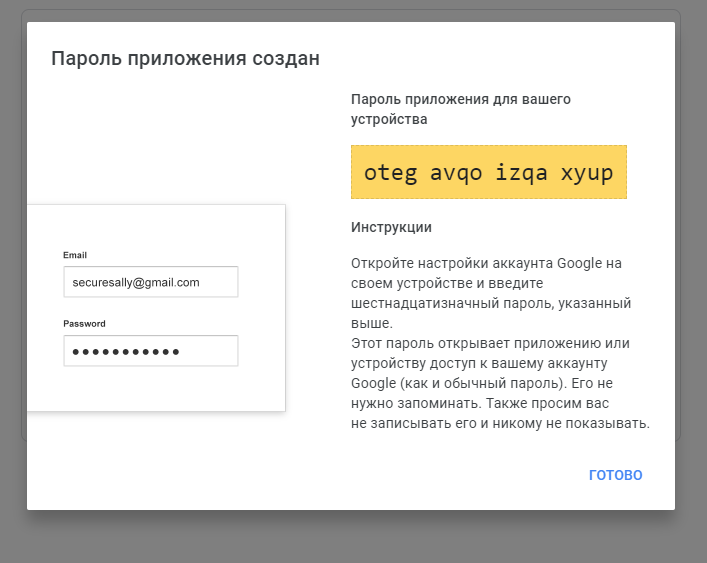 Пароль приложения создан
Пароль приложения для вашего
устройства
oteg avqo izqa xyup
Email
securesally@gmail.com
Password
Инструкции
Откройте настройки аккаунта Google на
своем устройстве и введите
шестнадцатизначный пароль, указанный
выше.
Этот пароль открывает приложению или
устройству доступ к вашему аккаунту
Google (как и обычный пароль). Его не
нужно запоминать. Также просим вас
не записывать его и никому не показывать.
ГОТОВО